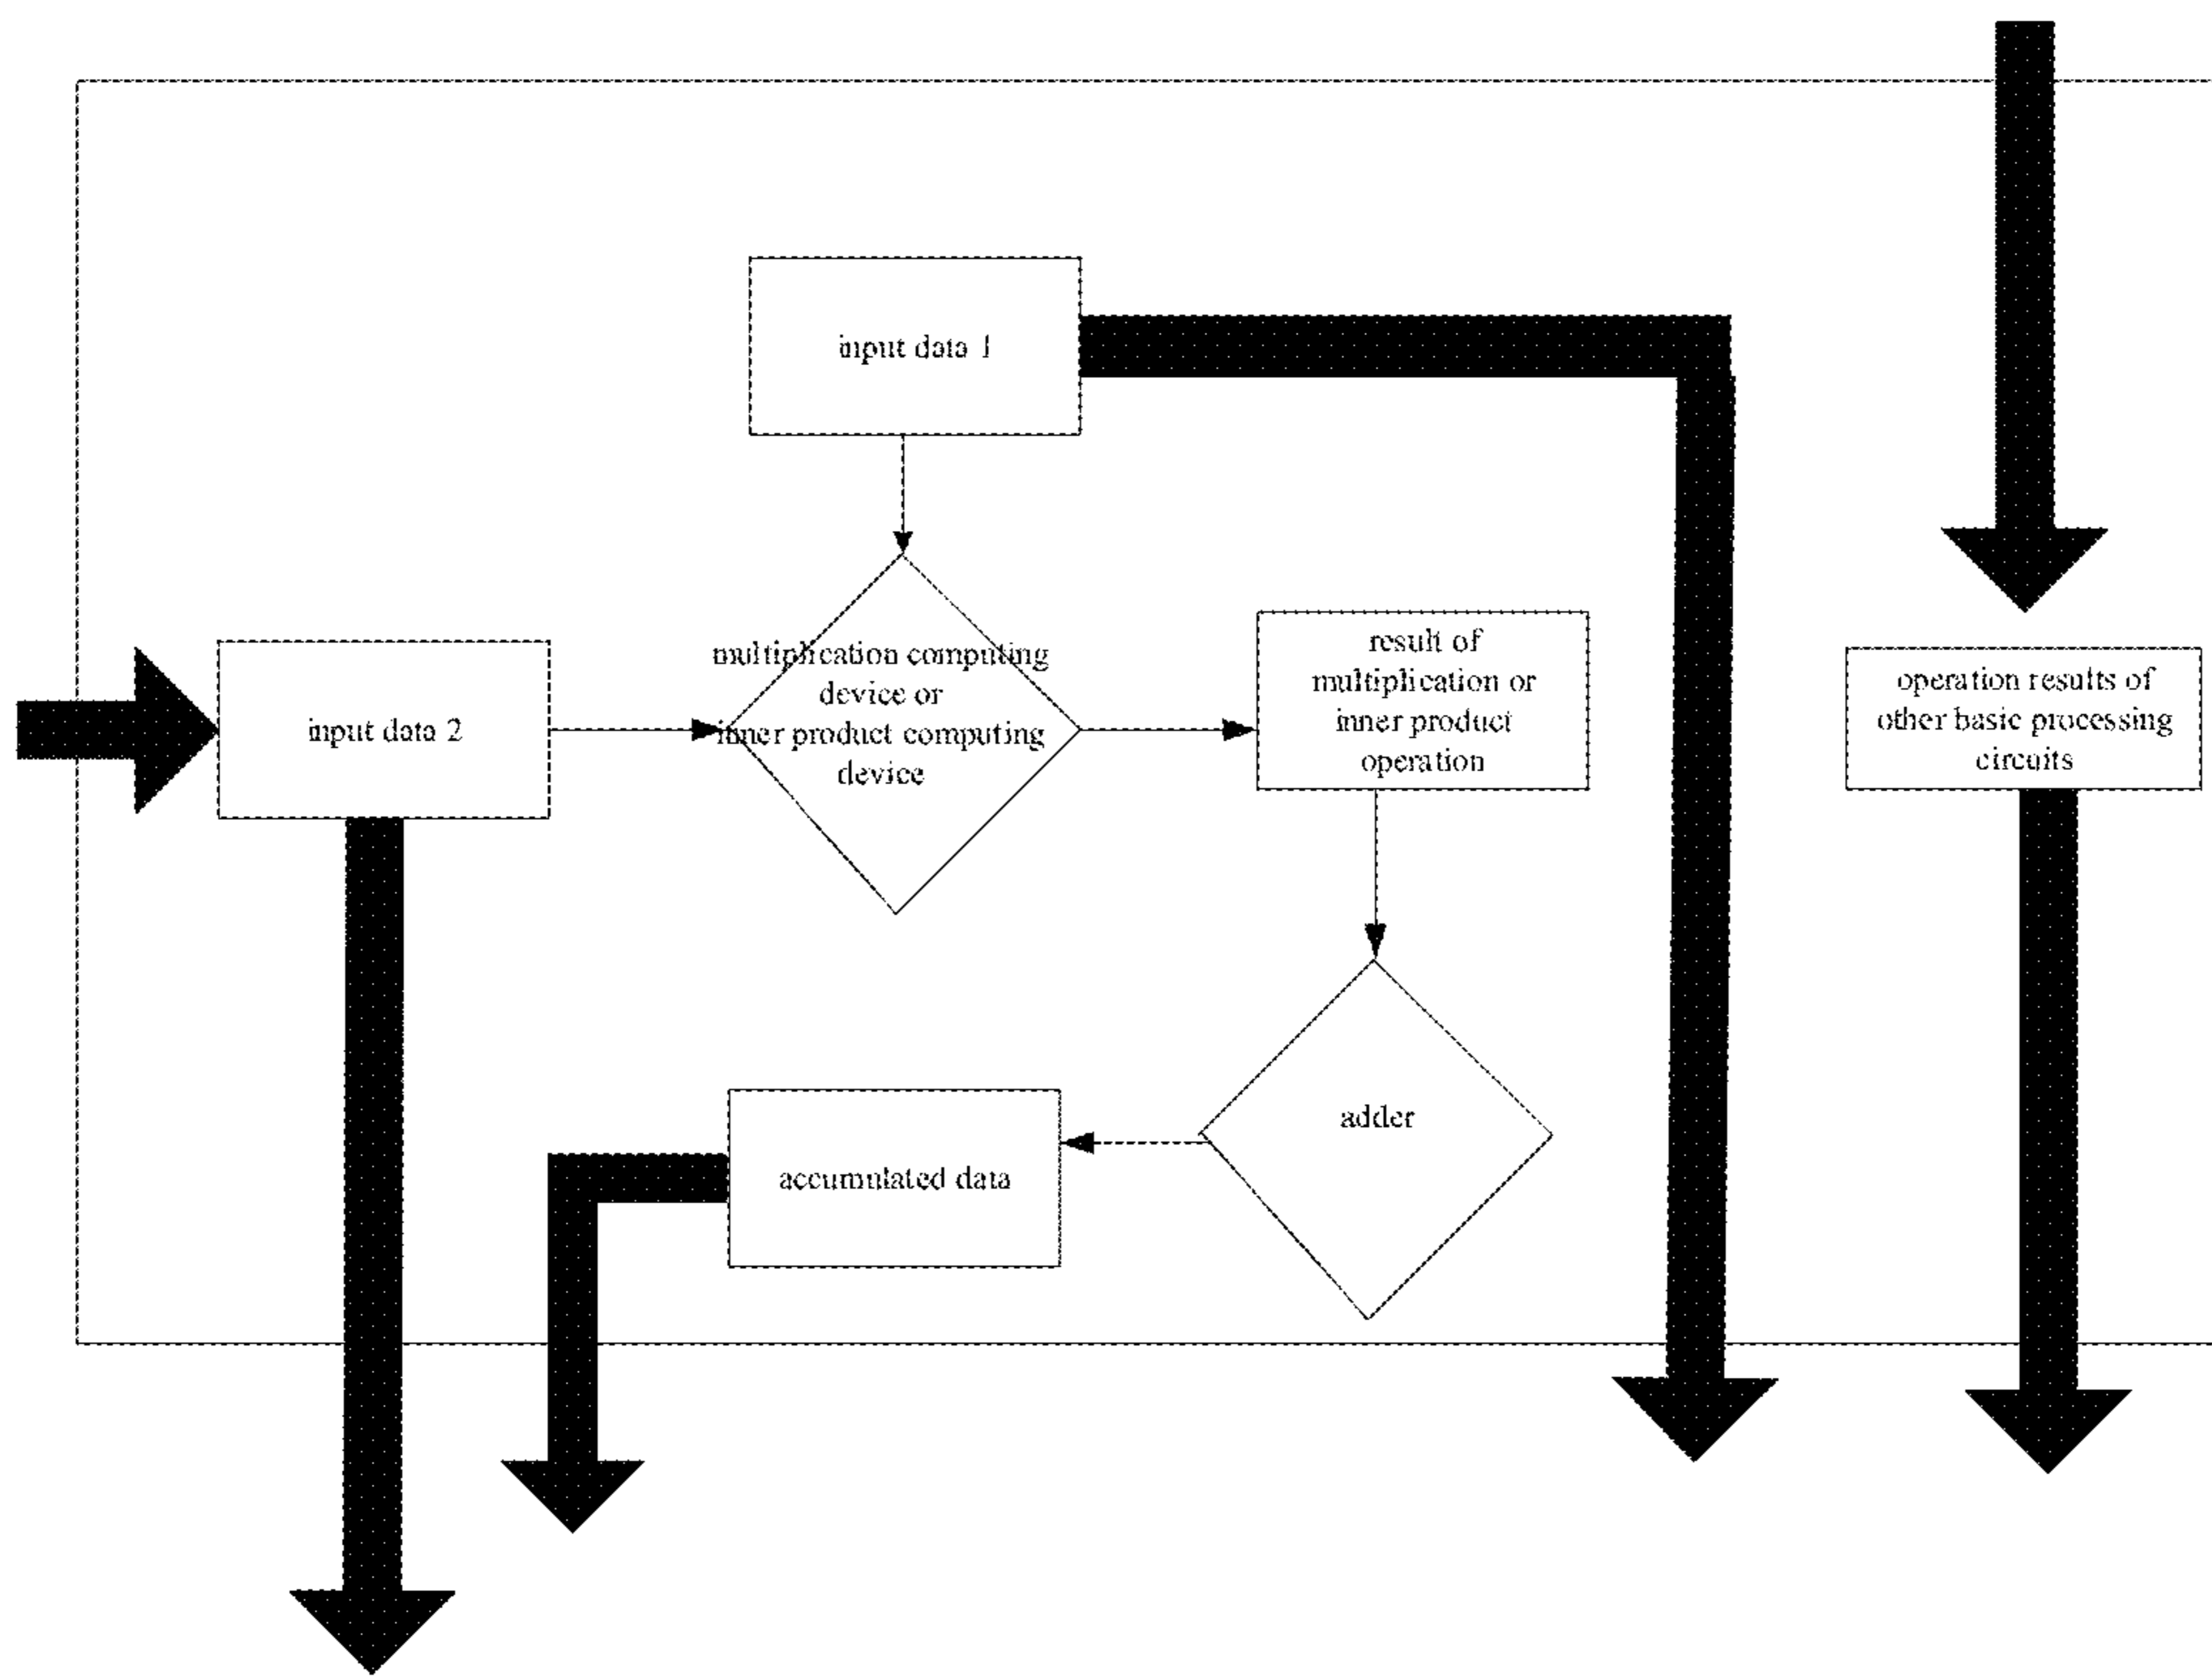 input data 1
multiplication computing
device or
inner product computing
device
result of
multiplication or
inner product
operation
operation results of
other basic processing
circuits
input data 2
adder
accumulated data